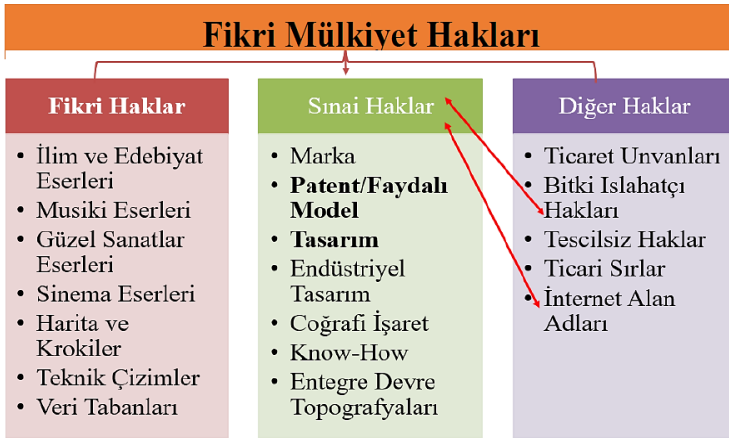 Fikri Mülkiyet Hakları
Fikri Haklar
• İlim ve Edebiyat
Eserleri
• Musiki Eserleri
• Güzel Sanatlar
Eserleri
• Sinema Eserleri
• Harita ve
Krokiler
• Teknik Çizimler
• Veri Tabanları
Sınai Haklar
• Marka
• Patent/Faydalı
Model
• Tasarım
• Endüstriyel
Tasarım
• Coğrafi İşaret
• Know-How
• Entegre Devre
Topografyaları
Diğer Haklar
• Ticaret Unvanları
• Bitki Islahatçı
Hakları
• Tescilsiz Haklar
• Ticari Sırlar
• İnternet Alan
Adları